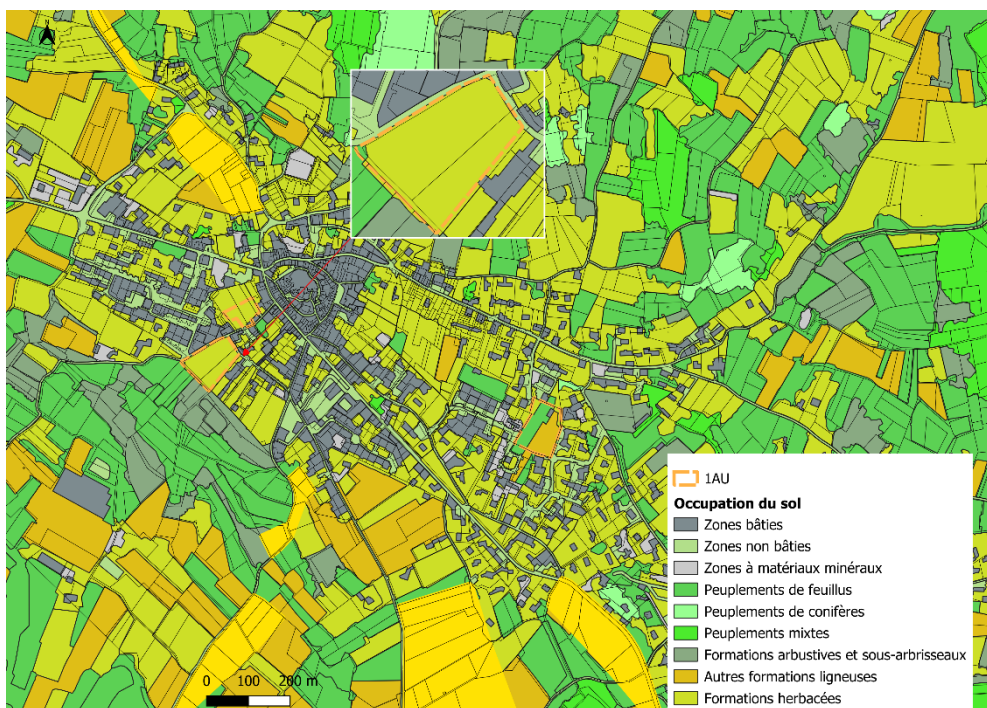 N
1AU
Occupation du sol
Zones bâties
Zones non bâties
Zones à matériaux minéraux
Peuplements de feuillus
Peuplements de conifères
Peuplements mixtes
Formations arbustives et sous-arbrisseaux
Autres formations ligneuses
Formations herbacées
0 100 200 m